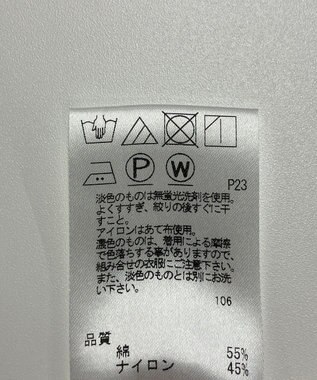 P W P23
淡色のものは無蛍光洗剤を使用。
よくすすぎ、絞りの後すぐに干
すこと。
アイロンはあて布使用。
濃色のものは、着用による摩擦
で色落ちする事がありますので、
組み合せの衣服にご注意下さい。
また、淡色のものとは別にお洗
い下さい。
106
品質
綿 55%
ナイロン 45%